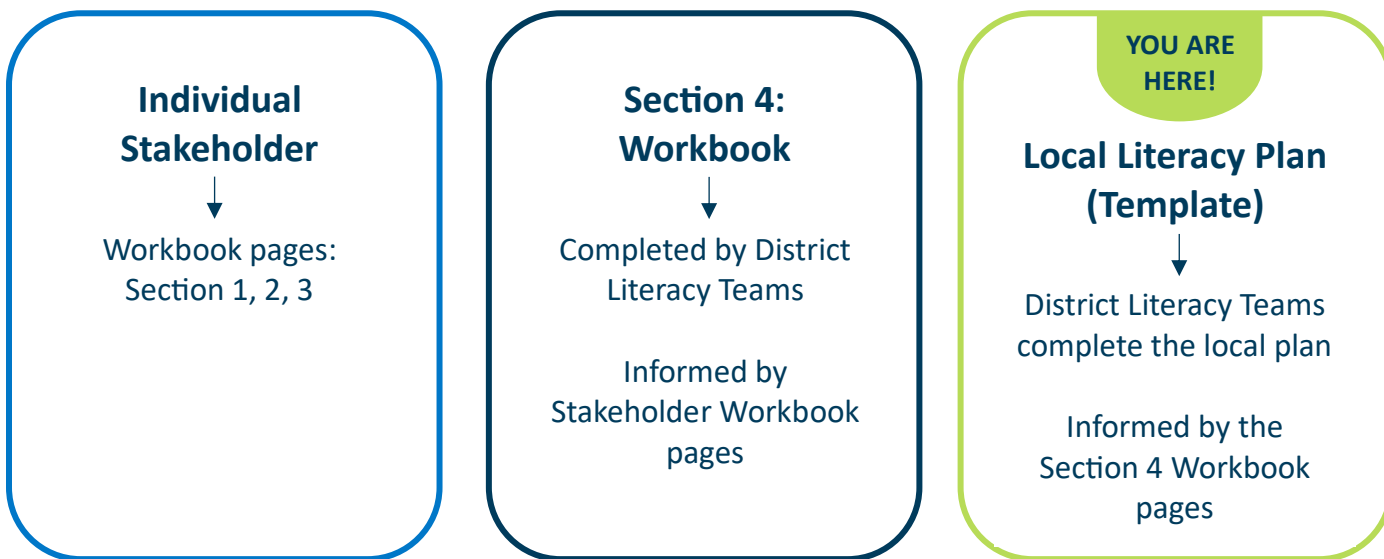 Individual
Stakeholder
Workbook pages:
Section 1, 2, 3
Section 4:
Workbook
Completed by District
Literacy Teams
Informed by
Stakeholder Workbook
pages
YOU ARE
HERE!
Local Literacy Plan
(Template)
District Literacy Teams
complete the local plan
Informed by the
Section 4 Workbook
pages